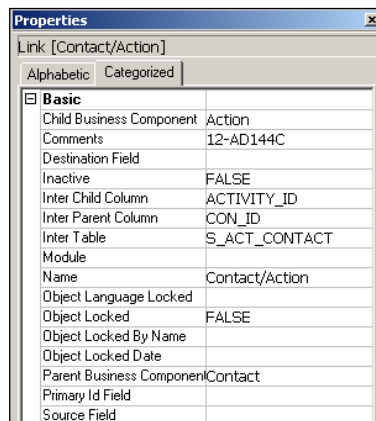 Properties
Link [Contact/Action]
Alphabetic Categorized
Basic
Child Business Component Action
Comments 12-AD144C
Destination Field
Inactive FALSE
Inter Child Column ACTIVITY_ID
Inter Parent Column CON_ID
Inter Table S_ACT_CONTACT
Module
Name Contact/Action
Object Language Locked
Object Locked FALSE
Object Locked By Name
Object Locked Date
Parent Business Component Contact
Primary Id Field
Source Field